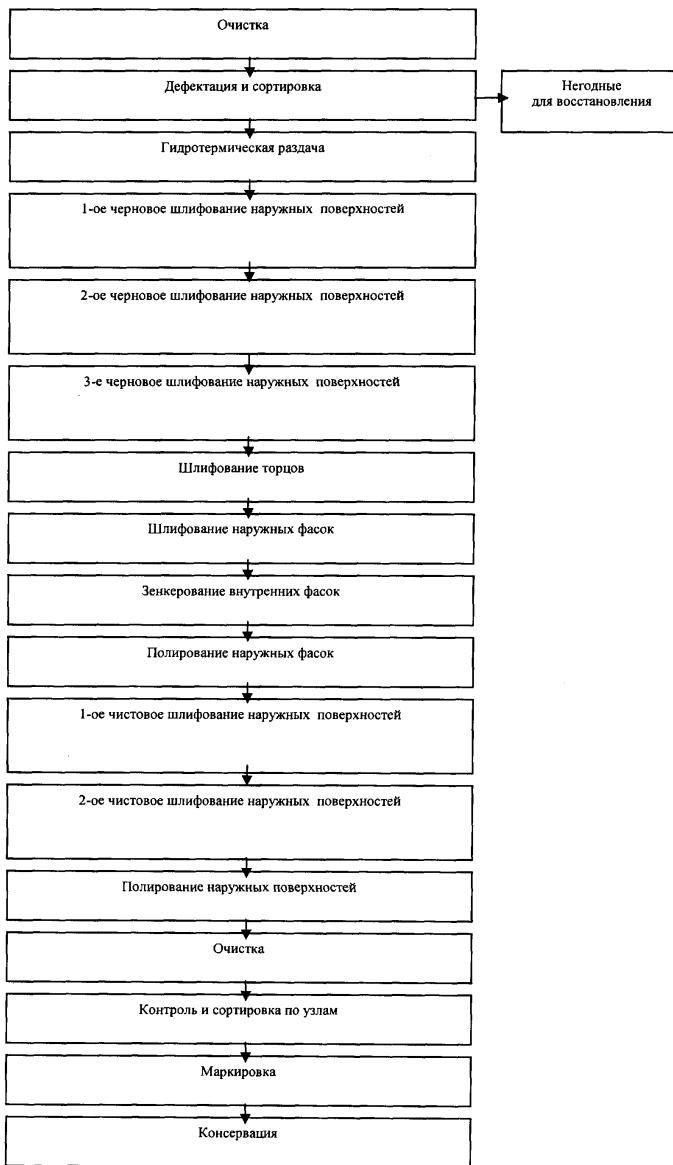 Очистка
Дефектация и сортировка
Негодные
для восстановления
Гидротермическая раздача
1-ое черновое шлифование наружных поверхностей
2-ое черновое шлифование наружных поверхностей
3-е черновое шлифование наружных поверхностей
Шлифование торцов
Шлифование наружных фасок
Зенкерование внутренних фасок
Полирование наружных фасок
1-ое чистовое шлифование наружных поверхностей
2-ое чистовое шлифование наружных поверхностей
Полирование наружных поверхностей
Очистка
Контроль и сортировка по узлам
Маркировка
Консервация